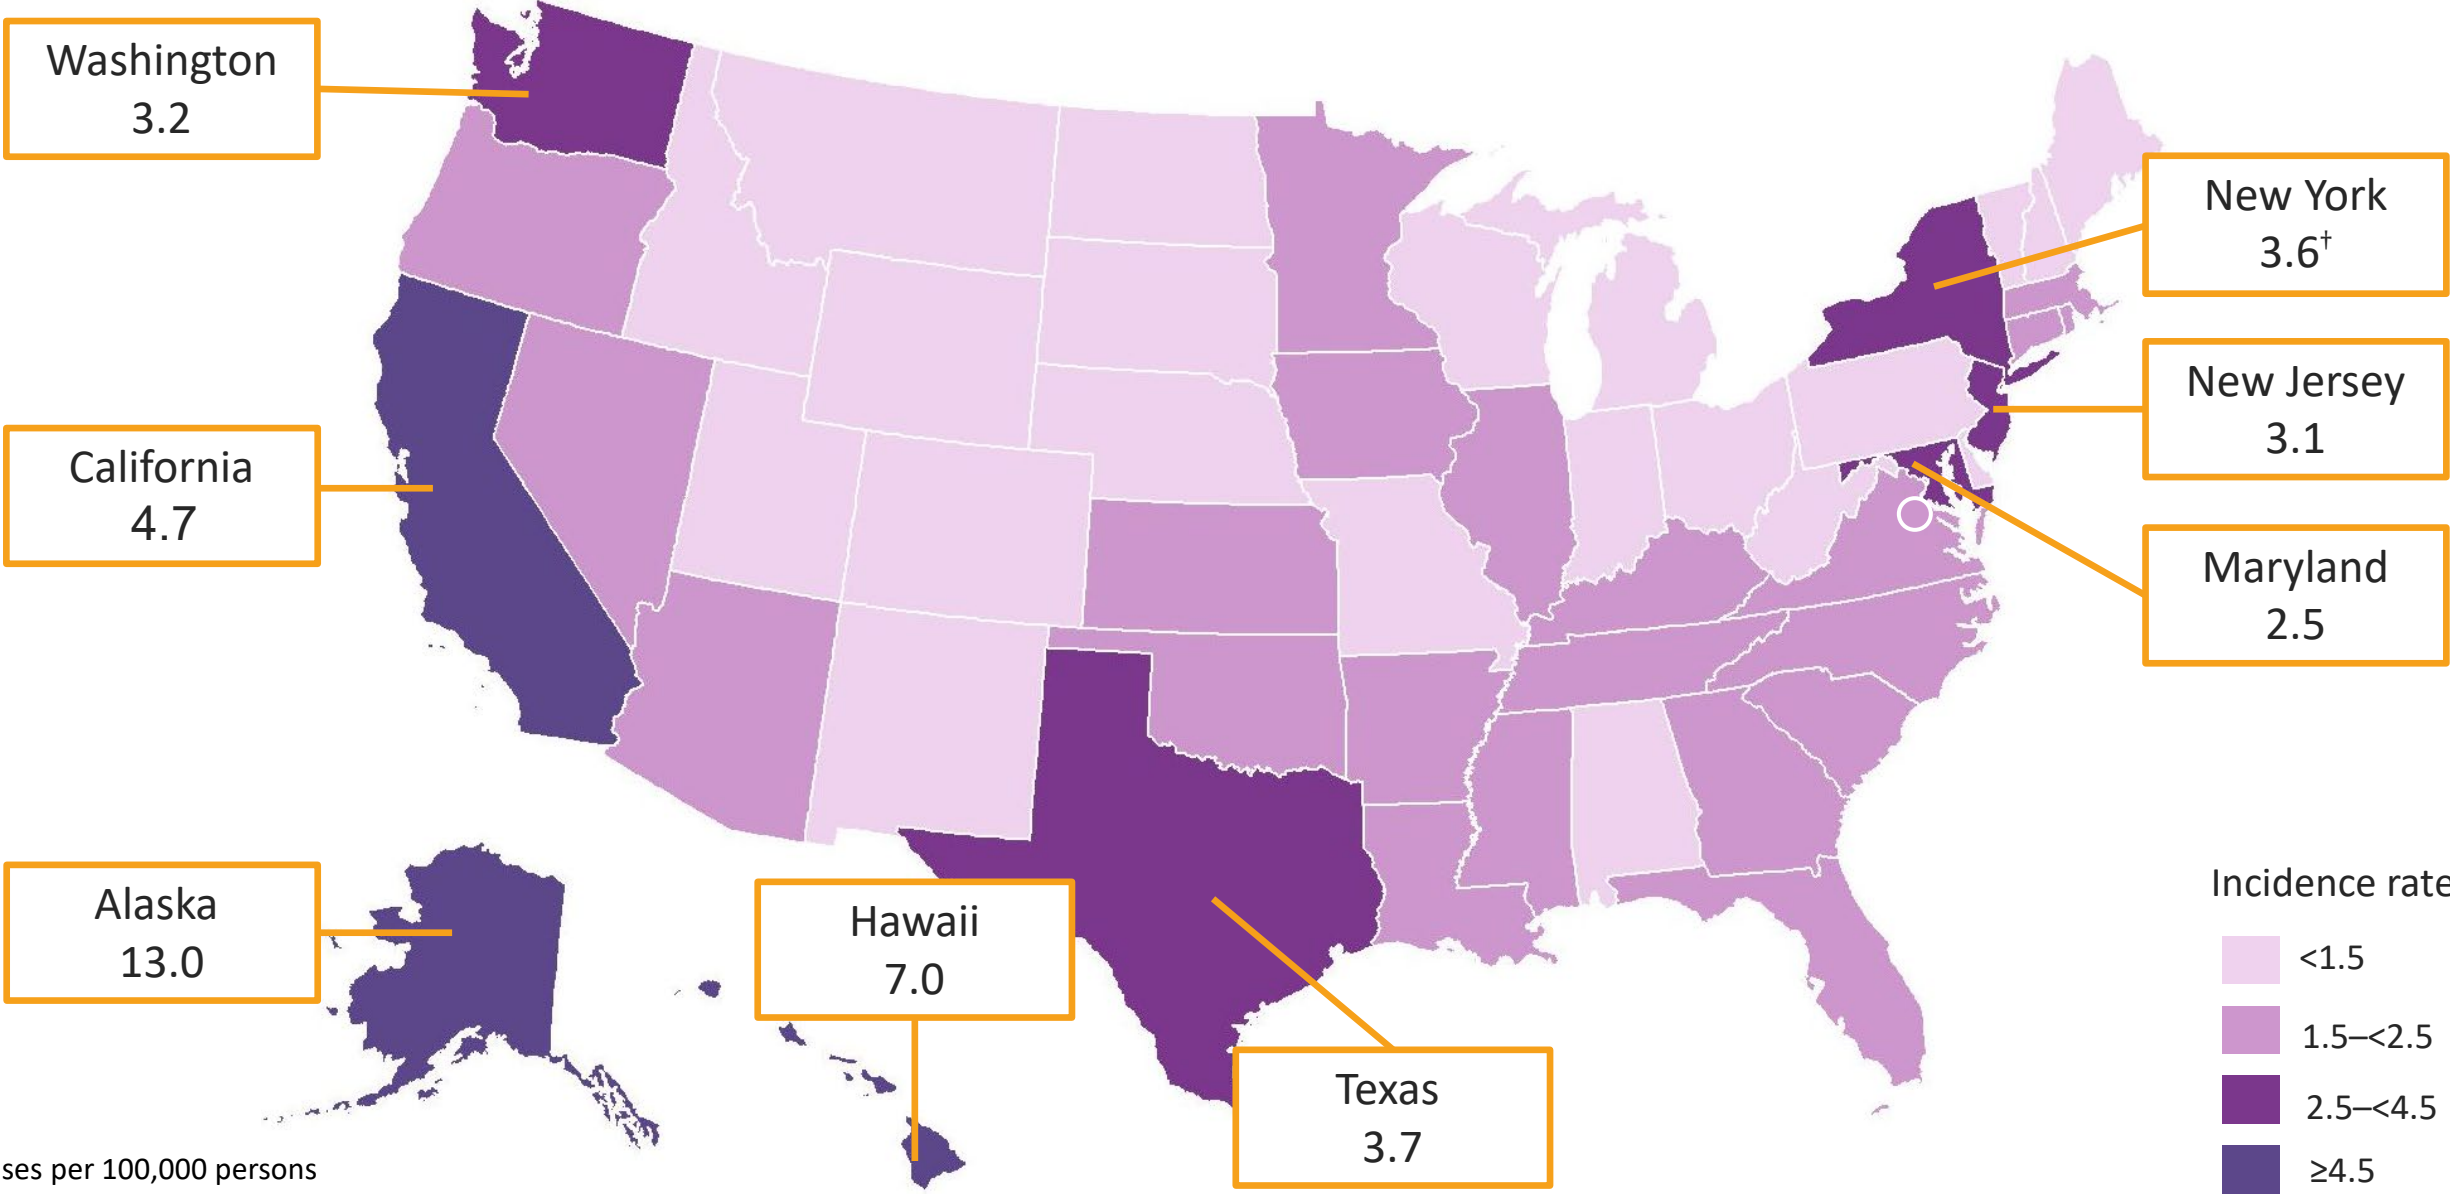 Washington
3.2
New York
3.6†
New Jersey
3.1
California
4.7
Maryland
2.5
Alaska
13.0
Hawaii
7.0
Texas
3.7
Incidence rate
<1.5
1.5–<2.5
2.5–<4.5
≥4.5
ses per 100,000 persons